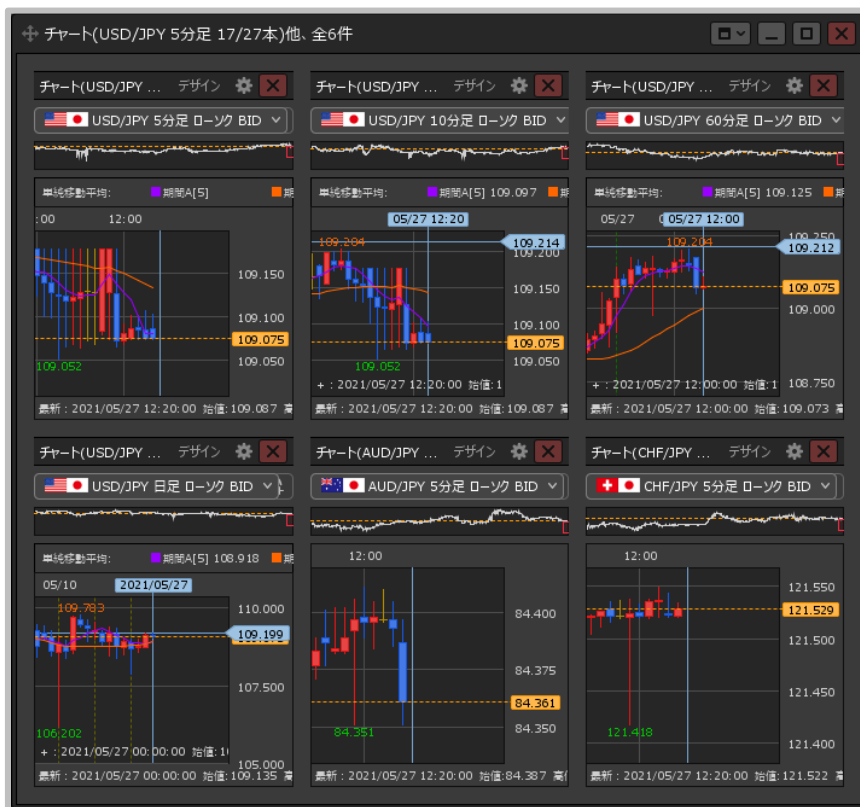 チャート(USD/JPY 5分足 17/27本)他、全6件
チャート(USD/JPY ... デザイン
USD/JPY 5分足 ローソク BID
単純移動平均: 期間A[5]
:00 12:00
109.150
109.100
109.075
109.050
109.052
最新 : 2021/05/27 12:20:00 始値:109.087
チャート(USD/JPY ... デザイン
USD/JPY 10分足 ローソク BID
単純移動平均: 期間A[5] 109.097
05/27 12:20
109.204
109.214
109.200
109.150
109.100
109.075
109.050
109.052
+ : 2021/05/27 12:20:00 始値:1
最新 : 2021/05/27 12:20:00 始値:109.087
チャート(USD/JPY ... デザイン
USD/JPY 60分足 ローソク BID
単純移動平均: 期間A[5] 109.125
05/27 05/27 12:00
109.204
109.250
109.212
109.075
109.000
108.750
+ : 2021/05/27 12:00:00 始値:1
最新 : 2021/05/27 12:00:00 始値:109.073
チャート(USD/JPY ... デザイン
USD/JPY 日足 ローソク BID
単純移動平均: 期間A[5] 108.918
05/10 2021/05/27
109.783
110.000
109.199
107.500
106.202
+ : 2021/05/27 00:00:00 始値:1
105.000
最新 : 2021/05/27 00:00:00 始値:109.135
チャート(AUD/JPY ... デザイン
AUD/JPY 5分足 ローソク BID
12:00
84.400
84.375
84.361
84.350
84.351
最新 : 2021/05/27 12:20:00 始値:84.387
チャート(CHF/JPY ... デザイン
CHF/JPY 5分足 ローソク BID
12:00
121.550
121.529
121.500
121.450
121.418
121.400
最新 : 2021/05/27 12:20:00 始値:121.522